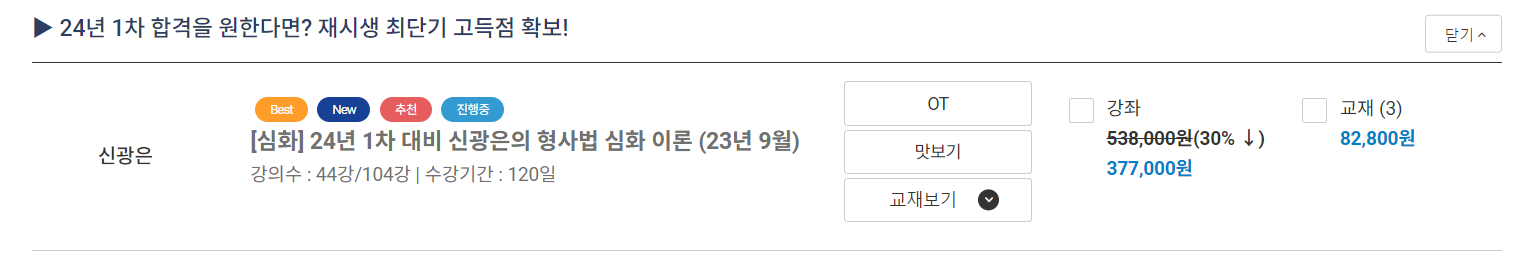 ▶ 24년 1차 합격을 원한다면? 재시생 최단기 고득점 확보!
닫기
신광은
Best New 추천 진행중
[심화] 24년 1차 대비 신광은의 형사법 심화 이론 (23년 9월)
강의수 : 44강/104강 | 수강기간 : 120일
OT
맛보기
교재보기
강좌
538,000원(30% ↓)
377,000원
교재 (3)
82,800원